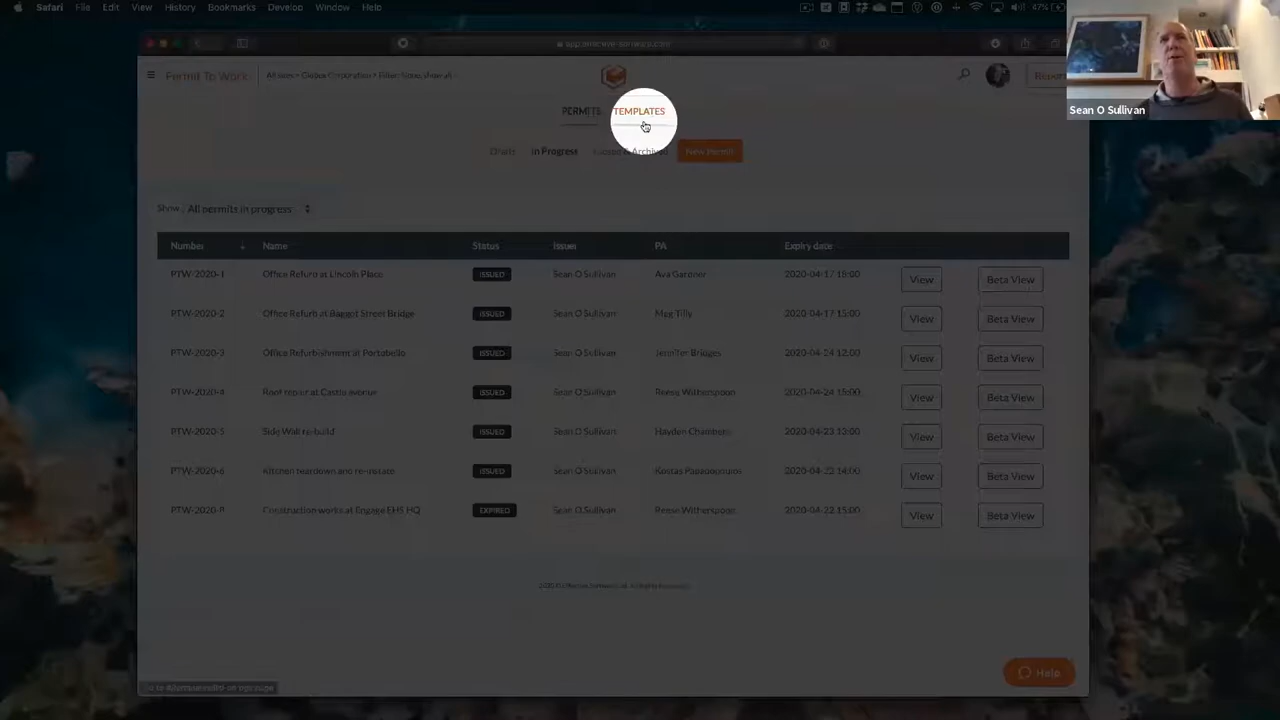 Safari File Edit View History Bookmarks Develop Window Help 47%
Permit To Work
Sean O Sullivan
PERMITS TEMPLATES
Drafts In Progress & Archived New Permit
Show All permits in progress
Number Name Status Issuer PA Expiry date
PTW-2020-1 Office Refurb at Lincoln Place ISSUED Sean O Sullivan Ava Gardner 2020-04-17 18:00 View Beta View
PTW-2020-2 Office Refurb at Baggot Street Bridge ISSUED Sean O Sullivan Meg Tilly 2020-04-17 15:00 View Beta View
PTW-2020-3 Office Refurbishment at Portobello ISSUED Sean O Sullivan Jennifer Bridges 2020-04-24 12:00 View Beta View
PTW-2020-4 Roof repair at Castle avenue ISSUED Sean O Sullivan Reese Witherspoon 2020-04-24 15:00 View Beta View
PTW-2020-5 Side Wall re-build ISSUED Sean O Sullivan Hayden Chambers 2020-04-23 13:00 View Beta View
PTW-2020-6 Kitchen teardown and re-instate ISSUED Sean O Sullivan Kostas Papadopoulos 2020-04-22 14:00 View Beta View
PTW-2020-8 Construction works at Engage EHS HQ EXPIRED Sean O Sullivan Reese Witherspoon 2020-04-22 15:00 View Beta View
Help